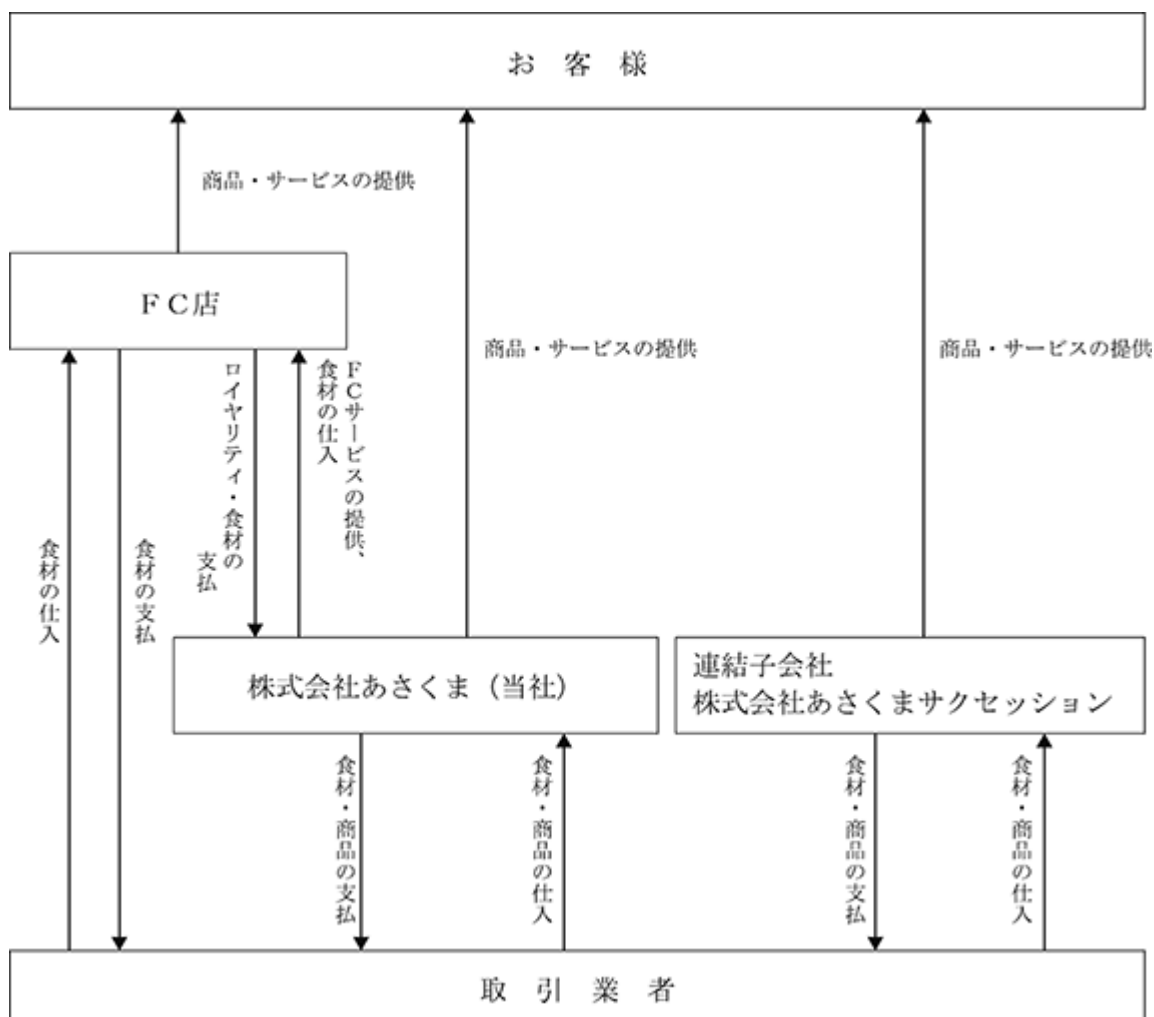 お 客 様
商品・サービスの提供
FC店
商品・サービスの提供
商品・サービスの提供
FCサービスの提供、
食材の仕入
ロイヤリティ・食材の
支払
食材の支払
食材の仕入
株式会社あさくま（当社）
連結子会社
株式会社あさくまサクセッション
食材・商品の支払
食材・商品の仕入
食材・商品の支払
食材・商品の仕入
取 引 業 者